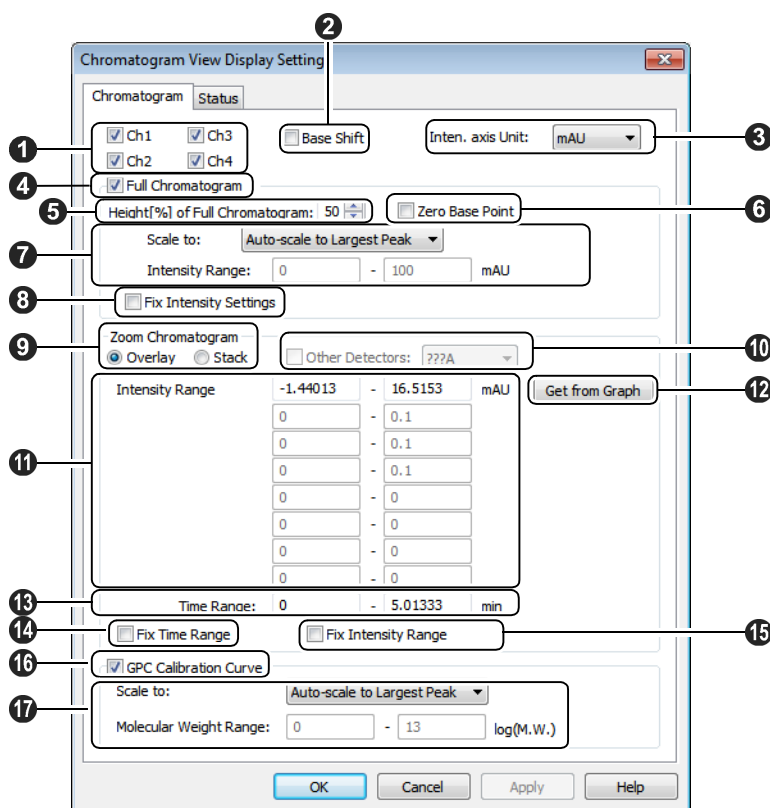 2
Chromatogram View Display Setting
Chromatogram Status
1 Ch1 Ch3 Base Shift Inten. axis Unit: mAU 3
Ch2 Ch4
4 Full Chromatogram
5 Height[%] of Full Chromatogram: 50 Zero Base Point 6
7 Scale to: Auto-scale to Largest Peak
Intensity Range: 0 - 100 mAU
8 Fix Intensity Settings
Zoom Chromatogram
9 Overlay Stack Other Detectors: ???A 10
Intensity Range -1.44013 - 16.5153 mAU Get from Graph 12
0 - 0.1
0 - 0.1
11 0 - 0.1
0 - 0
0 - 0
0 - 0
0 - 0
13 Time Range: 0 - 5.01333 min
14 Fix Time Range Fix Intensity Range 15
16 GPC Calibration Curve
17 Scale to: Auto-scale to Largest Peak
Molecular Weight Range: 0 - 13 log(M.W.)
OK Cancel Apply Help